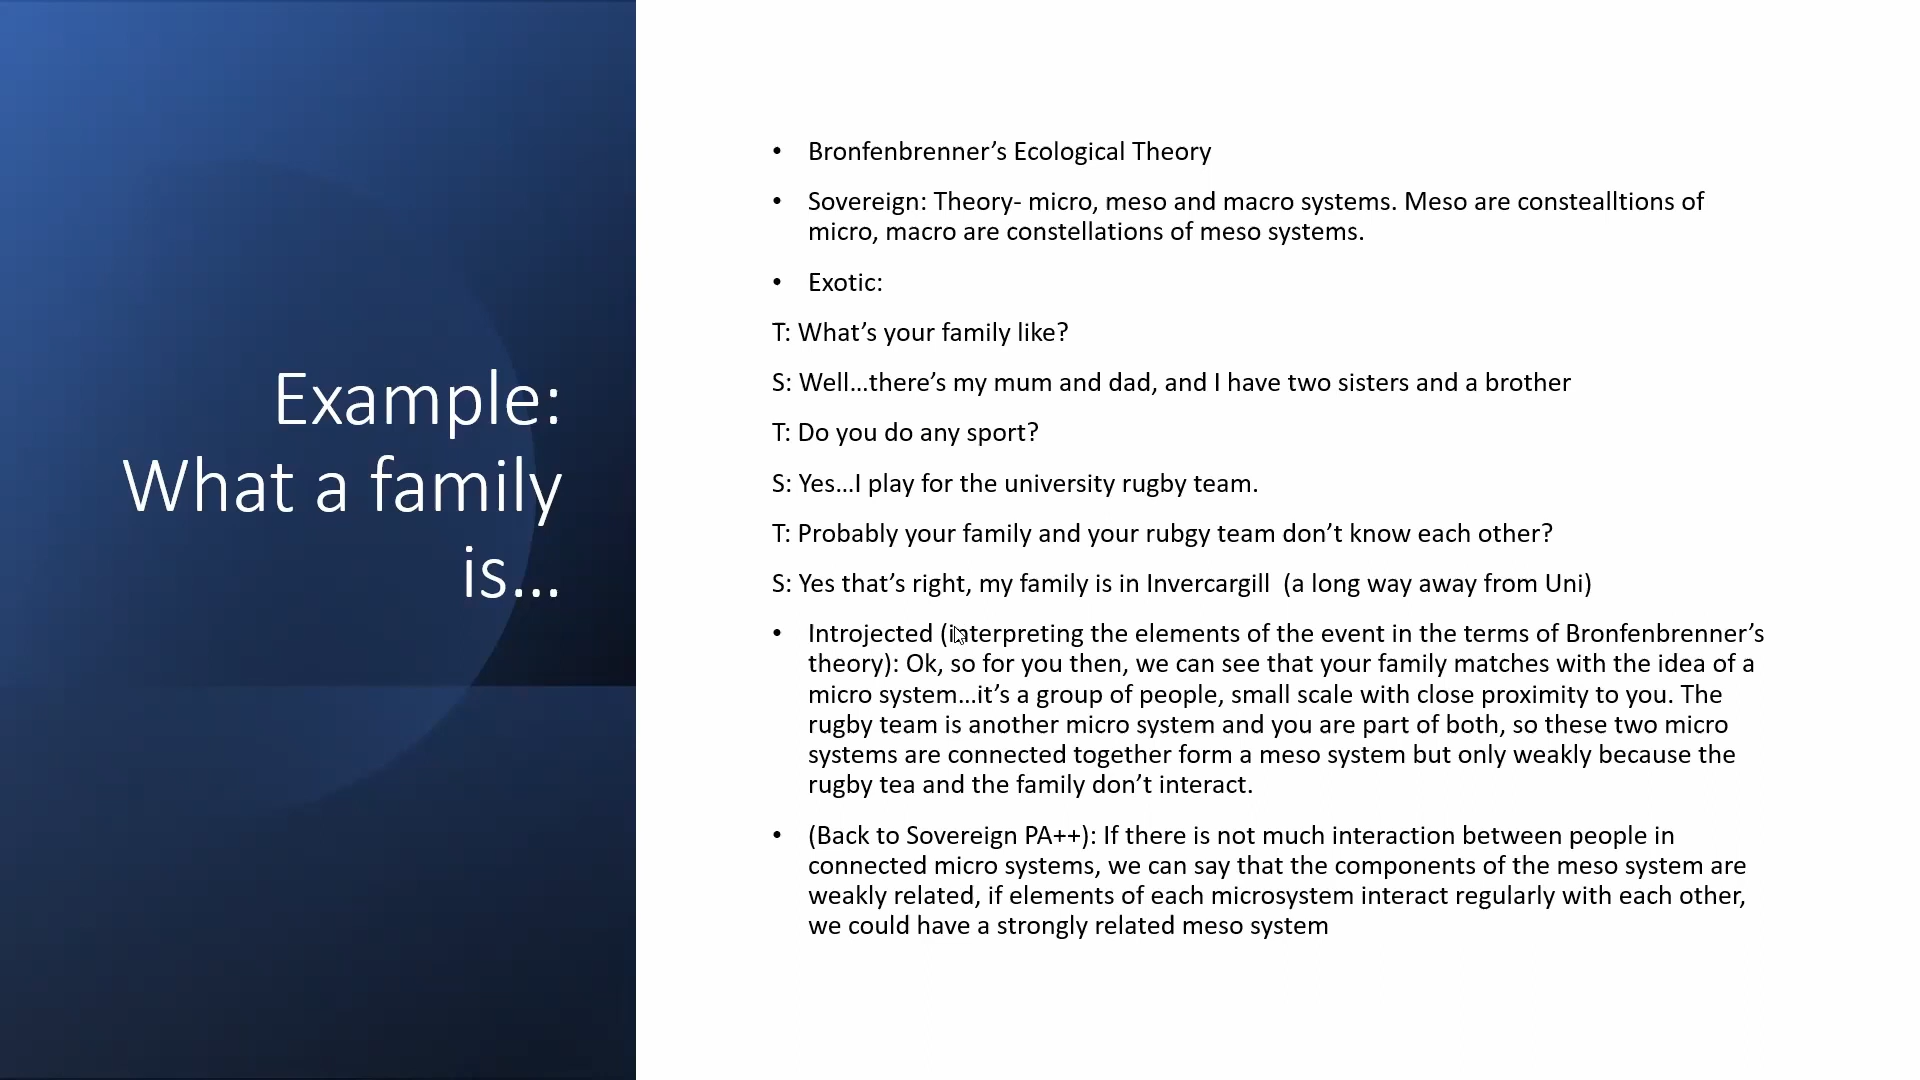 Example:
What a family
is…
• Bronfenbrenner’s Ecological Theory
• Sovereign: Theory- micro, meso and macro systems. Meso are constealltions of
micro, macro are constellations of meso systems.
• Exotic:
T: What’s your family like?
S: Well…there’s my mum and dad, and I have two sisters and a brother
T: Do you do any sport?
S: Yes…I play for the university rugby team.
T: Probably your family and your rubgy team don’t know each other?
S: Yes that’s right, my family is in Invercargill  (a long way away from Uni)
• Introjected (interpreting the elements of the event in the terms of Bronfenbrenner’s
theory): Ok, so for you then, we can see that your family matches with the idea of a
micro system…it’s a group of people, small scale with close proximity to you. The
rugby team is another micro system and you are part of both, so these two micro
systems are connected together form a meso system but only weakly because the
rugby tea and the family don’t interact.
• (Back to Sovereign PA++): If there is not much interaction between people in
connected micro systems, we can say that the components of the meso system are
weakly related, if elements of each microsystem interact regularly with each other,
we could have a strongly related meso system